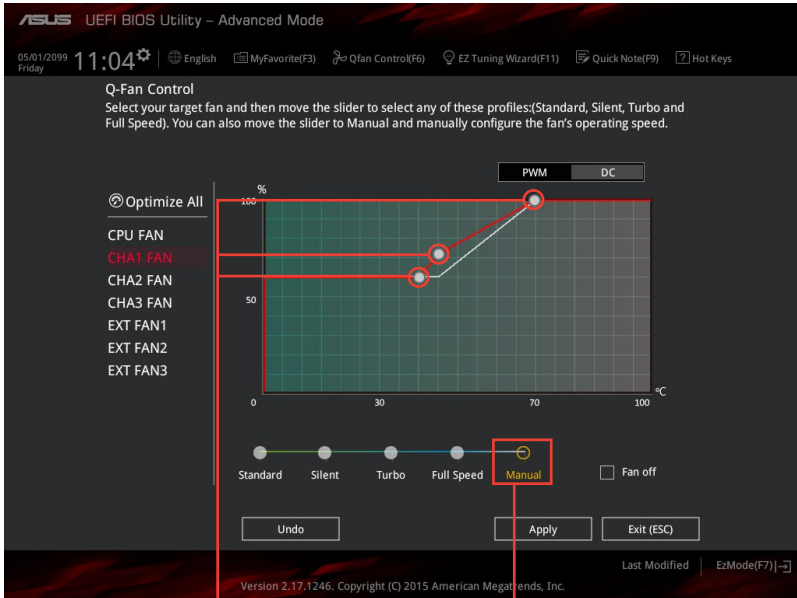 ASUS UEFI BIOS Utility – Advanced Mode
05/01/2099 Friday 11:04 English MyFavorite(F3) Qfan Control(F6) EZ Tuning Wizard(F11) Quick Note(F9) ? Hot Keys
Q-Fan Control
Select your target fan and then move the slider to select any of these profiles:(Standard, Silent, Turbo and
Full Speed). You can also move the slider to Manual and manually configure the fan's operating speed.
PWM DC
Optimize All
CPU FAN
CHA1 FAN
CHA2 FAN
CHA3 FAN
EXT FAN1
EXT FAN2
EXT FAN3
%
100
50
0 30 70 100 °C
Standard Silent Turbo Full Speed Manual
Fan off
Undo Apply Exit (ESC)
Last Modified EzMode(F7)
Version 2.17.1246. Copyright (C) 2015 American Megatrends, Inc.